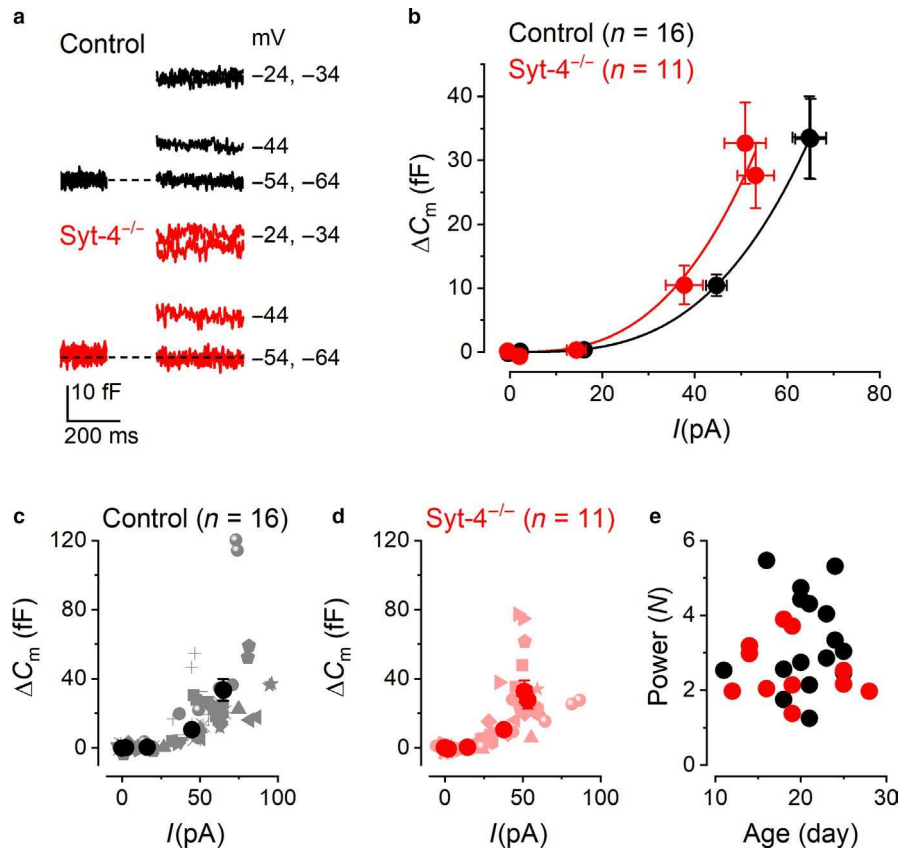 a
Control
mV
−24, −34
−44
−54, −64
Syt-4−/−
−24, −34
−44
−54, −64
10 fF
200 ms
b
Control (n = 16)
Syt-4−/− (n = 11)
40
30
20
10
0
ΔCm (fF)
0 20 40 60 80
I(pA)
c
Control (n = 16)
120
80
40
0
ΔCm (fF)
0 50 100
I(pA)
d
Syt-4−/− (n = 11)
120
80
40
0
ΔCm (fF)
0 50 100
I(pA)
e
6
4
2
0
Power (N)
10 20 30
Age (day)